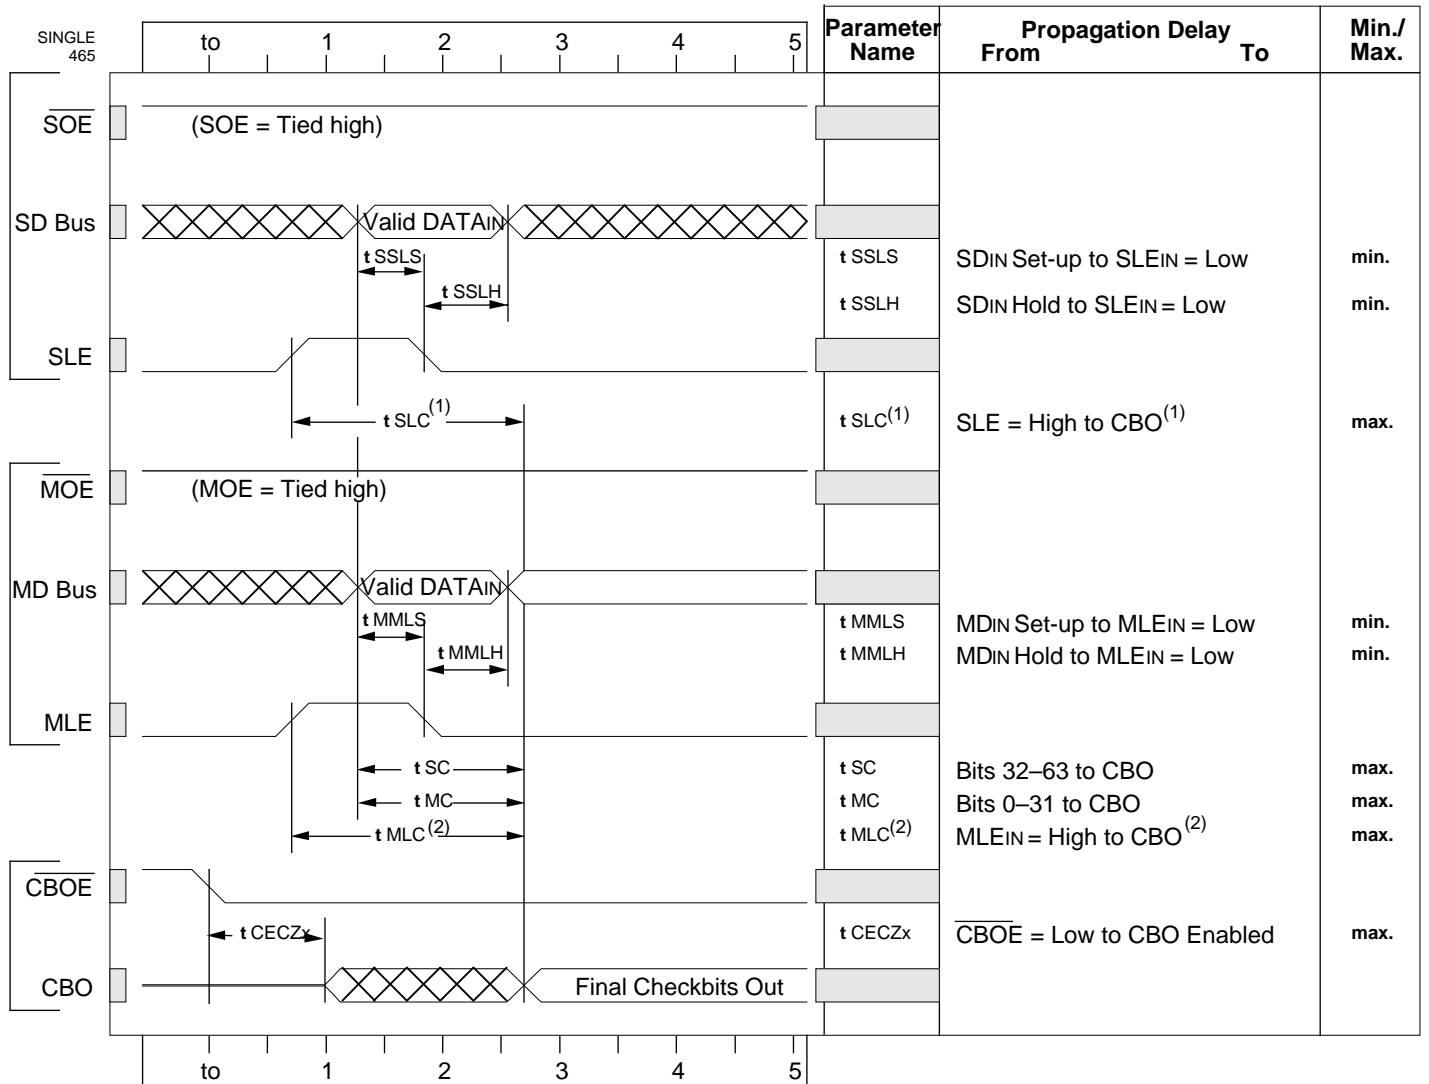 SINGLE
465
to 1 2 3 4 5
Parameter Name
Propagation Delay
From To
Min./
Max.
SOE
(SOE = Tied high)
SD Bus
Valid DATAIN
t SSLS
t SSLS SDIN Set-up to SLEIN = Low min.
t SSLH
t SSLH SDIN Hold to SLEIN = Low min.
SLE
t SLC(1)
t SLC(1) SLE = High to CBO(1) max.
MOE
(MOE = Tied high)
MD Bus
Valid DATAIN
t MMLS
t MMLS MDIN Set-up to MLEIN = Low min.
t MMLH
t MMLH MDIN Hold to MLEIN = Low min.
MLE
t SC
t SC Bits 32–63 to CBO max.
t MC
t MC Bits 0–31 to CBO max.
t MLC(2)
t MLC(2) MLEIN = High to CBO(2) max.
CBOE
t CECZx
t CECZx CBOE = Low to CBO Enabled max.
CBO
Final Checkbits Out
to 1 2 3 4 5